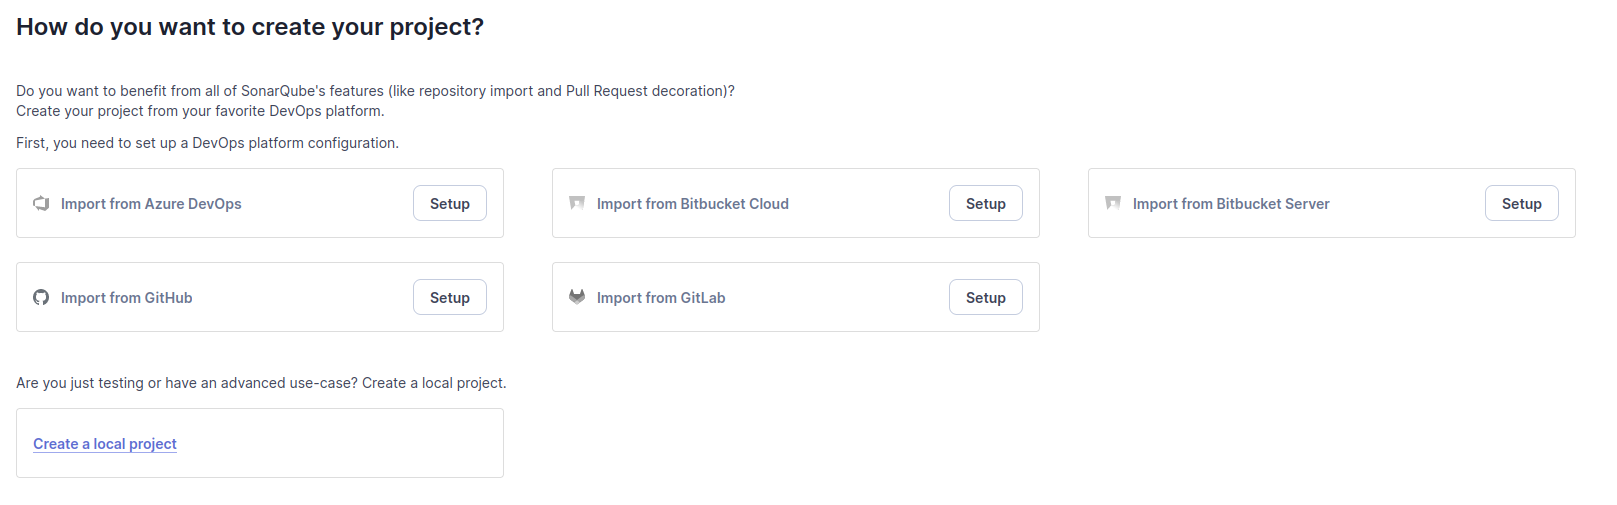 How do you want to create your project?
Do you want to benefit from all of SonarQube's features (like repository import and Pull Request decoration)?
Create your project from your favorite DevOps platform.
First, you need to set up a DevOps platform configuration.
Import from Azure DevOps
Setup
Import from Bitbucket Cloud
Setup
Import from Bitbucket Server
Setup
Import from GitHub
Setup
Import from GitLab
Setup
Are you just testing or have an advanced use-case? Create a local project.
Create a local project